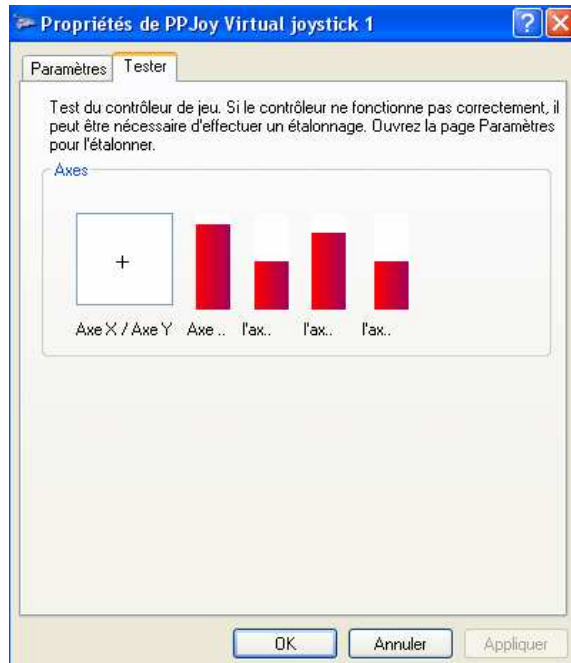 Propriétés de PPJoy Virtual joystick 1
Paramètres Tester
Test du contrôleur de jeu. Si le contrôleur ne fonctionne pas correctement, il
peut être nécessaire d'effectuer un étalonnage. Ouvrez la page Paramètres
pour l'étalonner.
Axes
Axe X / Axe Y Axe .. l'ax.. l'ax.. l'ax..
OK Annuler Appliquer